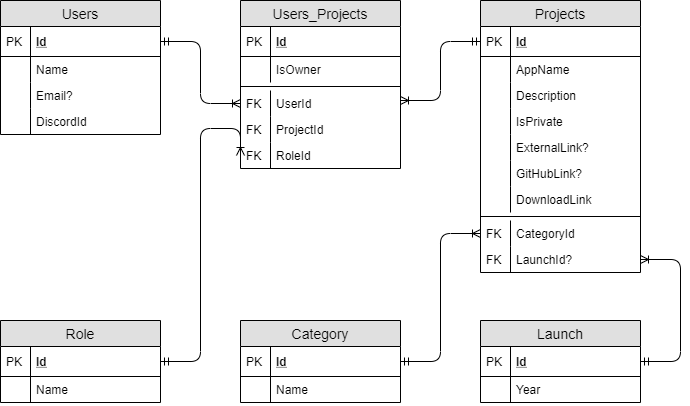 Users
PK Id
Name
Email?
DiscordId
Users_Projects
PK Id
IsOwner
FK UserId
FK ProjectId
FK RoleId
Projects
PK Id
AppName
Description
IsPrivate
ExternalLink?
GitHubLink?
DownloadLink
FK CategoryId
FK LaunchId?
Role
PK Id
Name
Category
PK Id
Name
Launch
PK Id
Year